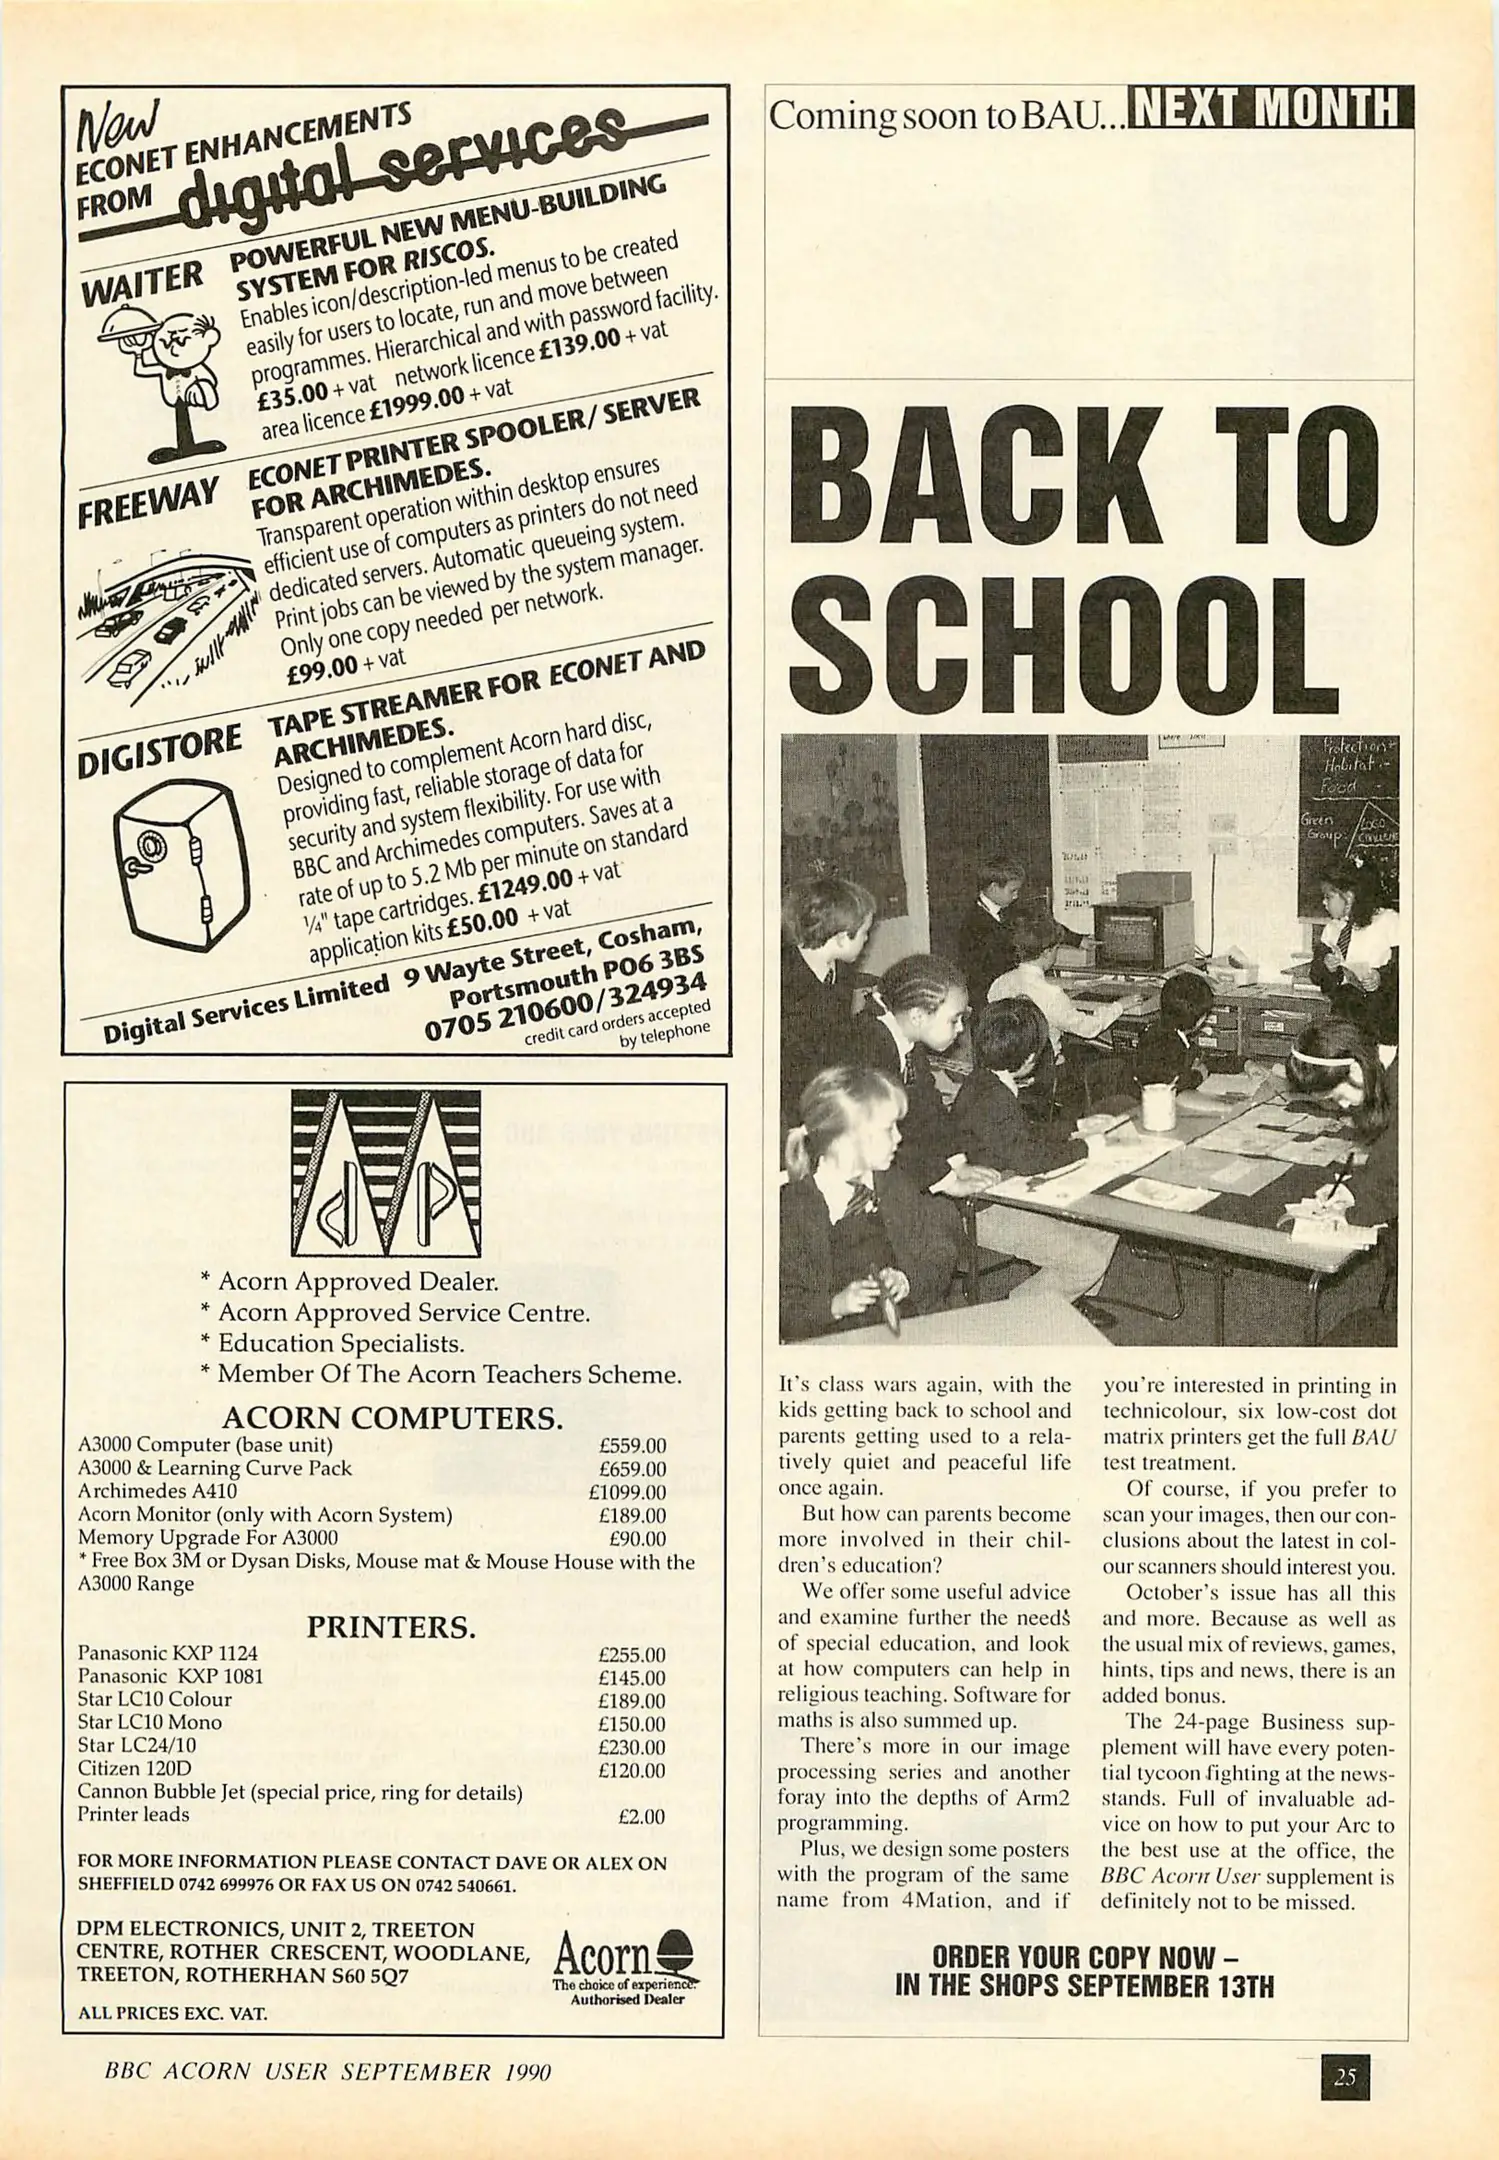 New
ECONET ENHANCEMENTS
FROM digital services
WAITER
POWERFUL NEW MENU-BUILDING
SYSTEM FOR RISCOS.
Enables icon/description-led menus to be created
easily for users to locate, run and move between
programmes. Hierarchical and with password facility.
£35.00 + vat network licence £139.00 + vat
area licence £1999.00 + vat
FREEWAY
ECONET PRINTER SPOOLER/ SERVER
FOR ARCHIMEDES.
Transparent operation within desktop ensures
efficient use of computers as printers do not need
dedicated servers. Automatic queueing system.
Print jobs can be viewed by the system manager.
Only one copy needed per network.
£99.00 + vat
DIGISTORE
TAPE STREAMER FOR ECONET AND
ARCHIMEDES.
Designed to complement Acorn hard disc,
providing fast, reliable storage of data for
security and system flexibility. For use with
BBC and Archimedes computers. Saves at a
rate of up to 5.2 Mb per minute on standard
¼" tape cartridges. £1249.00 + vat
application kits £50.00 + vat
Digital Services Limited 9 Wayte Street, Cosham,
Portsmouth PO6 3BS
0705 210600/324934
credit card orders accepted
by telephone
* Acorn Approved Dealer.
* Acorn Approved Service Centre.
* Education Specialists.
* Member Of The Acorn Teachers Scheme.
ACORN COMPUTERS.
A3000 Computer (base unit) £559.00
A3000 & Learning Curve Pack £659.00
Archimedes A410 £1099.00
Acorn Monitor (only with Acorn System) £189.00
Memory Upgrade For A3000 £90.00
* Free Box 3M or Dysan Disks, Mouse mat & Mouse House with the
A3000 Range
PRINTERS.
Panasonic KXP 1124 £255.00
Panasonic KXP 1081 £145.00
Star LC10 Colour £189.00
Star LC10 Mono £150.00
Star LC24/10 £230.00
Citizen 120D £120.00
Cannon Bubble Jet (special price, ring for details)
Printer leads £2.00
FOR MORE INFORMATION PLEASE CONTACT DAVE OR ALEX ON
SHEFFIELD 0742 699976 OR FAX US ON 0742 540661.
DPM ELECTRONICS, UNIT 2, TREETON
CENTRE, ROTHER CRESCENT, WOODLANE,
TREETON, ROTHERHAN S60 5Q7
ALL PRICES EXC. VAT.
Acorn
The choice of experience.
Authorised Dealer
Coming soon to BAU... NEXT MONTH
BACK TO
SCHOOL
Protection
Habitat
Food
Green
Group
It's class wars again, with the
kids getting back to school and
parents getting used to a rela-
tively quiet and peaceful life
once again.
But how can parents become
more involved in their chil-
dren's education?
We offer some useful advice
and examine further the needs
of special education, and look
at how computers can help in
religious teaching. Software for
maths is also summed up.
There's more in our image
processing series and another
foray into the depths of Arm2
programming.
Plus, we design some posters
with the program of the same
name from 4Mation, and if
you're interested in printing in
technicolour, six low-cost dot
matrix printers get the full BAU
test treatment.
Of course, if you prefer to
scan your images, then our con-
clusions about the latest in col-
our scanners should interest you.
October's issue has all this
and more. Because as well as
the usual mix of reviews, games,
hints, tips and news, there is an
added bonus.
The 24-page Business sup-
plement will have every poten-
tial tycoon fighting at the news-
stands. Full of invaluable ad-
vice on how to put your Arc to
the best use at the office, the
BBC Acorn User supplement is
definitely not to be missed.
ORDER YOUR COPY NOW –
IN THE SHOPS SEPTEMBER 13TH
BBC ACORN USER SEPTEMBER 1990
25